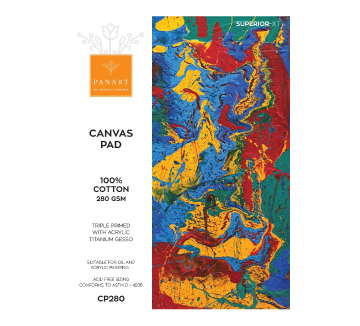 SUPERIOR-XT
PANART
CANVAS
PAD
100%
COTTON
280 GSM
TRIPLE PRIMED
WITH ACRYLIC
TITANIUM GESSO
SUITABLE FOR OIL AND
ACRYLIC PAINTING
ACID FREE SIZING
CONFORMS TO ASTM D - 4236
CP280